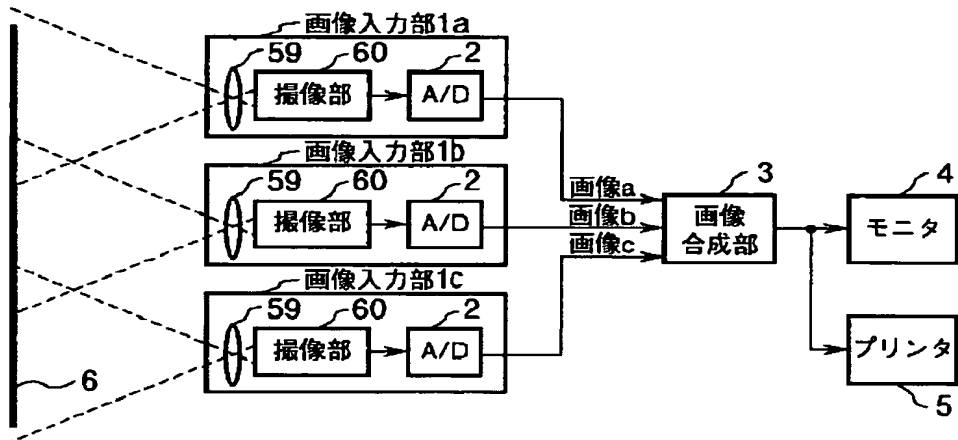 画像入力部1a
59
60
2
撮像部
A/D
画像入力部1b
59
60
2
撮像部
A/D
画像入力部1c
59
60
2
撮像部
A/D
画像a
画像b
画像c
3
画像
合成部
4
モニタ
プリンタ
5
6